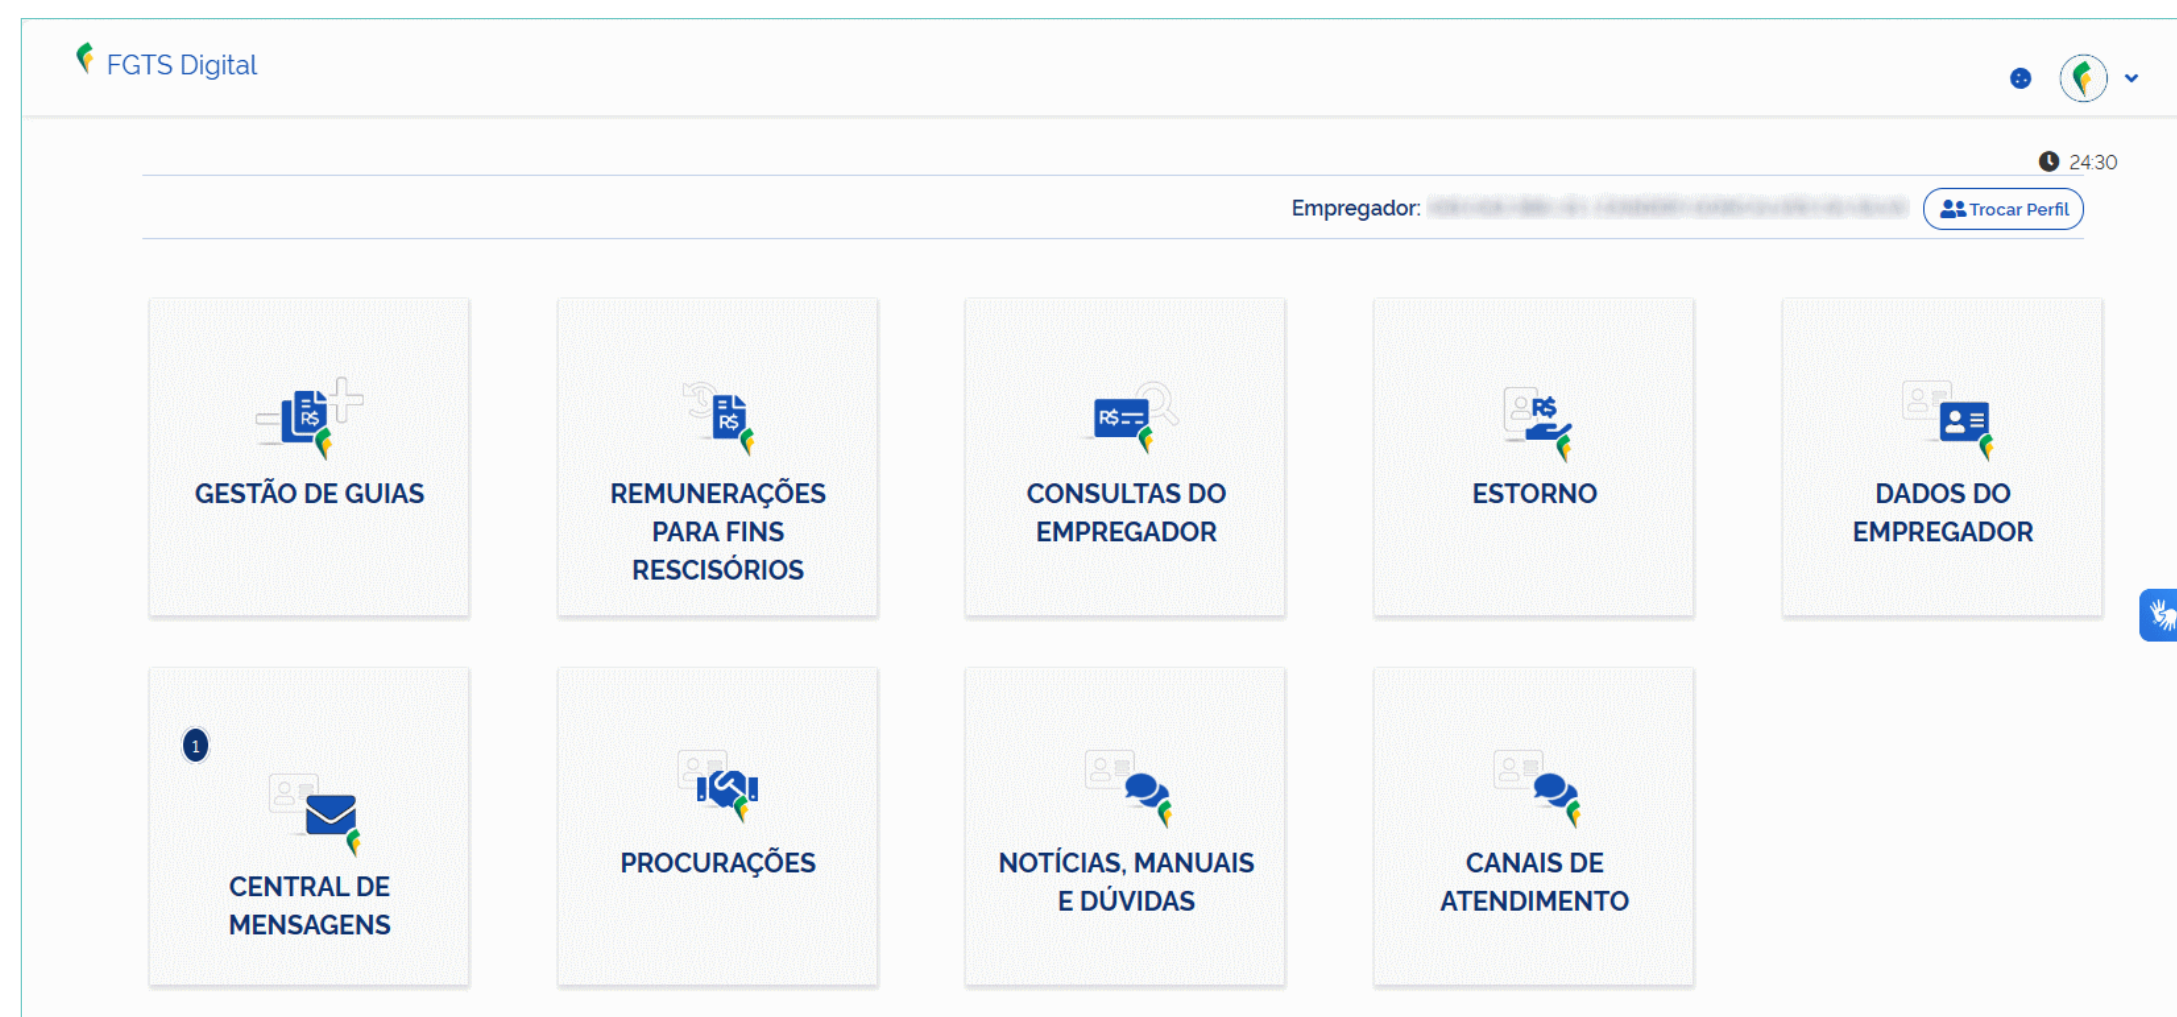 FGTS Digital
24:30
Empregador:
Trocar Perfil
R$
GESTÃO DE GUIAS
R$
REMUNERAÇÕES
PARA FINS
RESCISÓRIOS
R$
CONSULTAS DO
EMPREGADOR
R$
ESTORNO
DADOS DO
EMPREGADOR
1
CENTRAL DE
MENSAGENS
PROCURAÇÕES
NOTÍCIAS, MANUAIS
E DÚVIDAS
CANAIS DE
ATENDIMENTO